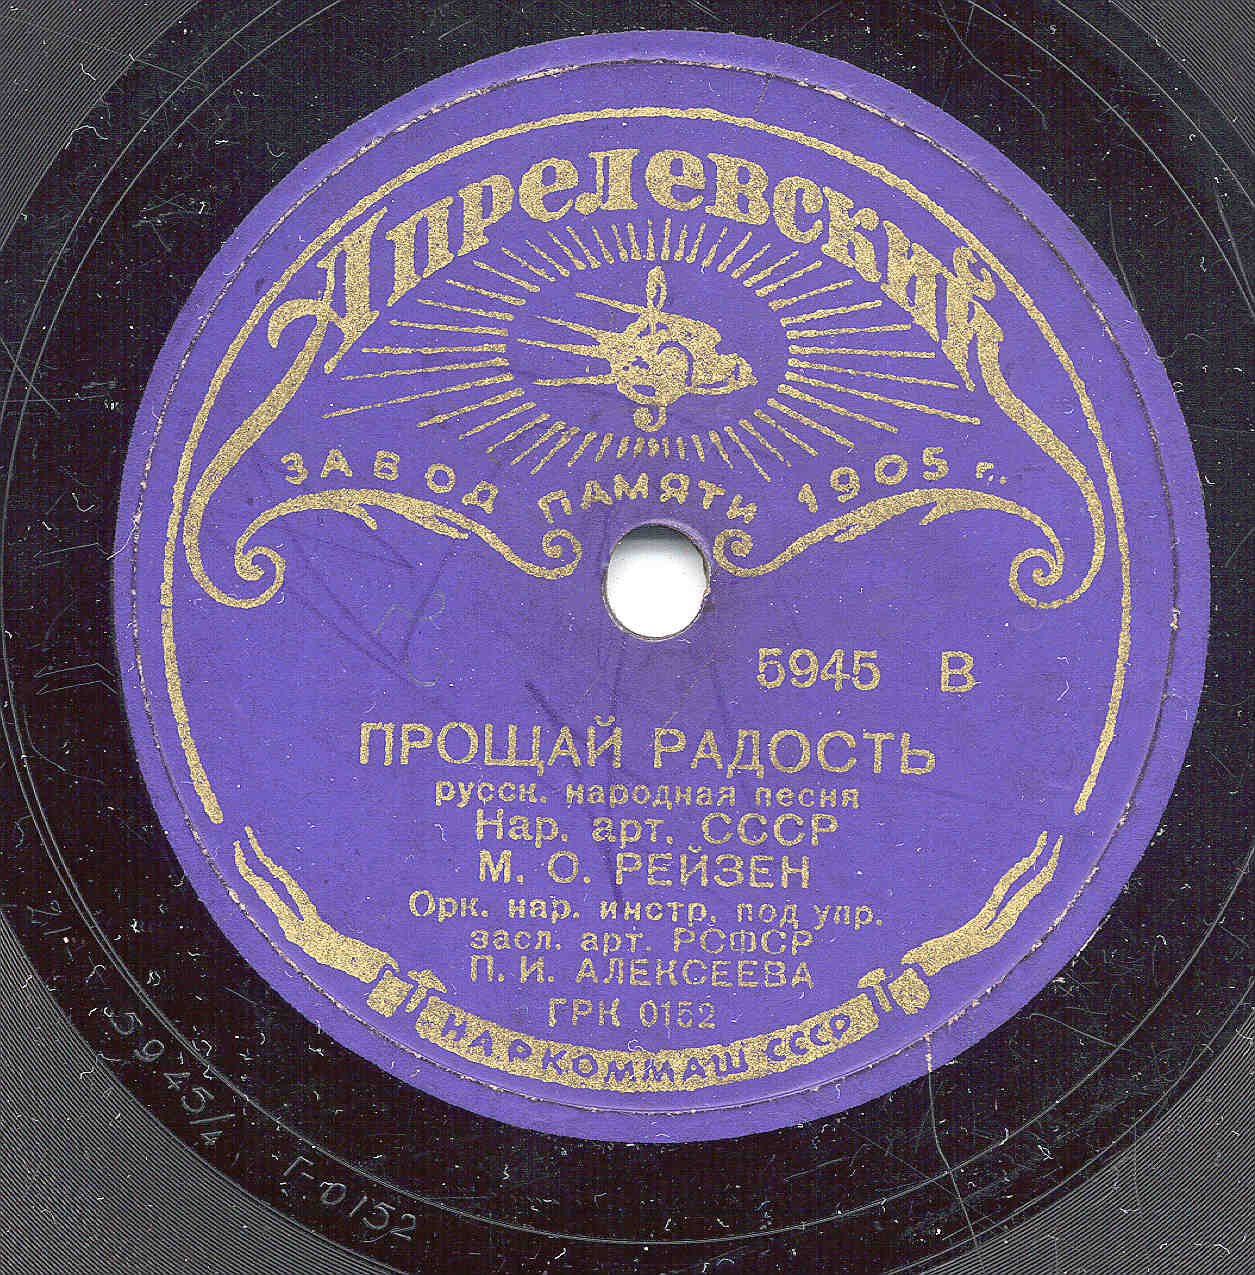 Апрелевский
ЗАВОД ПАМЯТИ 1905 г.
5945 В
ПРОЩАЙ РАДОСТЬ
русск. народная песня
Нар. арт. СССР
М. О. РЕЙЗЕН
Орк. нар. инстр. под упр.
засл. арт. РСФСР
П. И. АЛЕКСЕЕВА
ГРК 0152
НАРКОММАШ СССР
5945/4 Г-0152